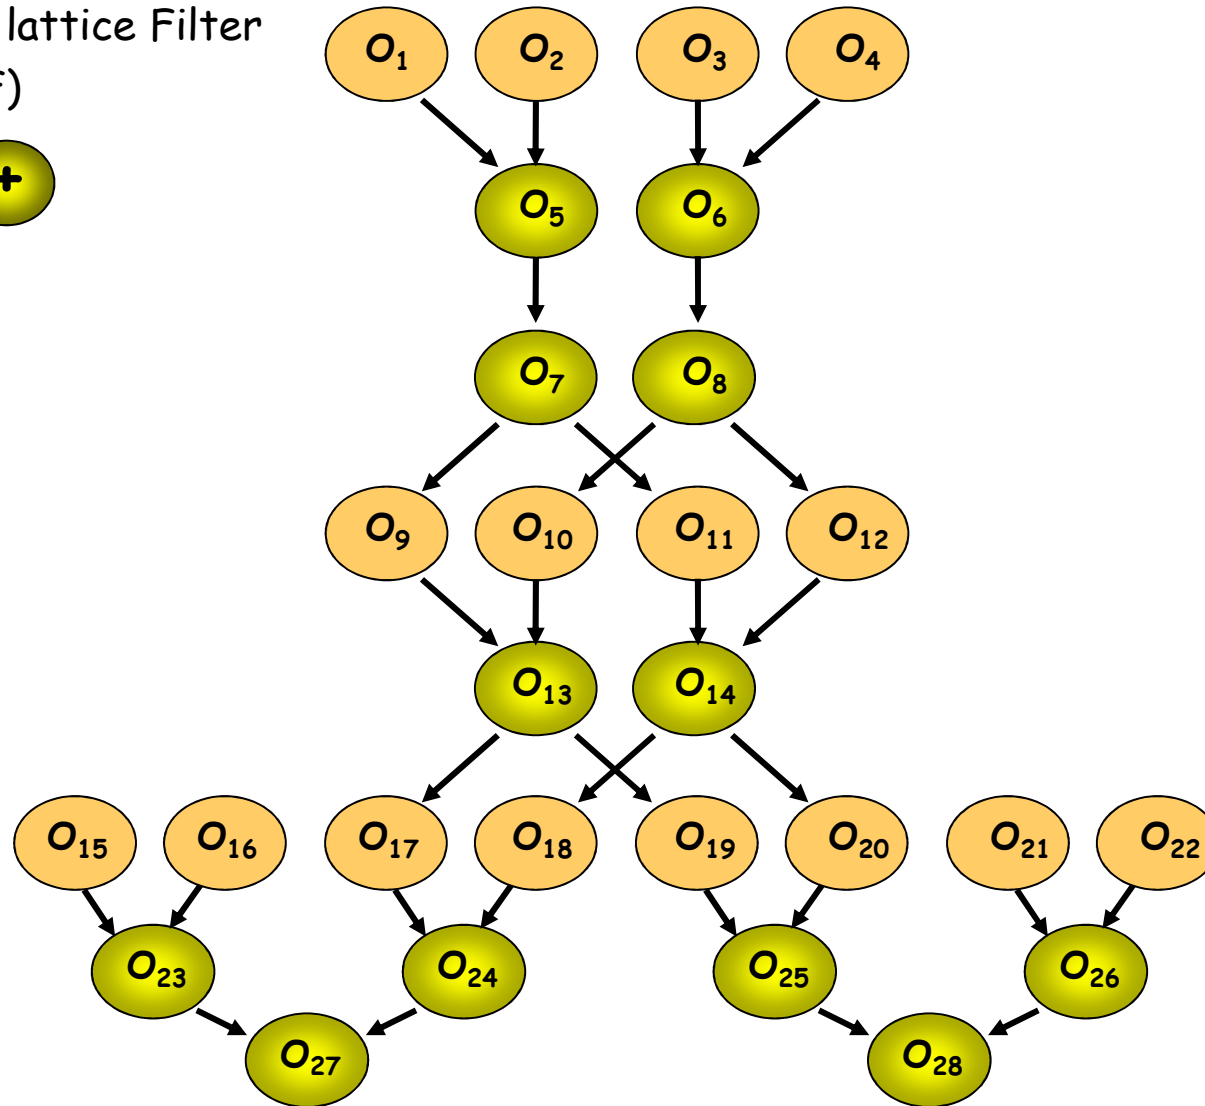 lattice Filter
O1 O2 O3 O4
)
+
O5 O6
O7 O8
O9 O10 O11 O12
O13 O14
O15 O16 O17 O18 O19 O20 O21 O22
O23 O24 O25 O26
O27 O28